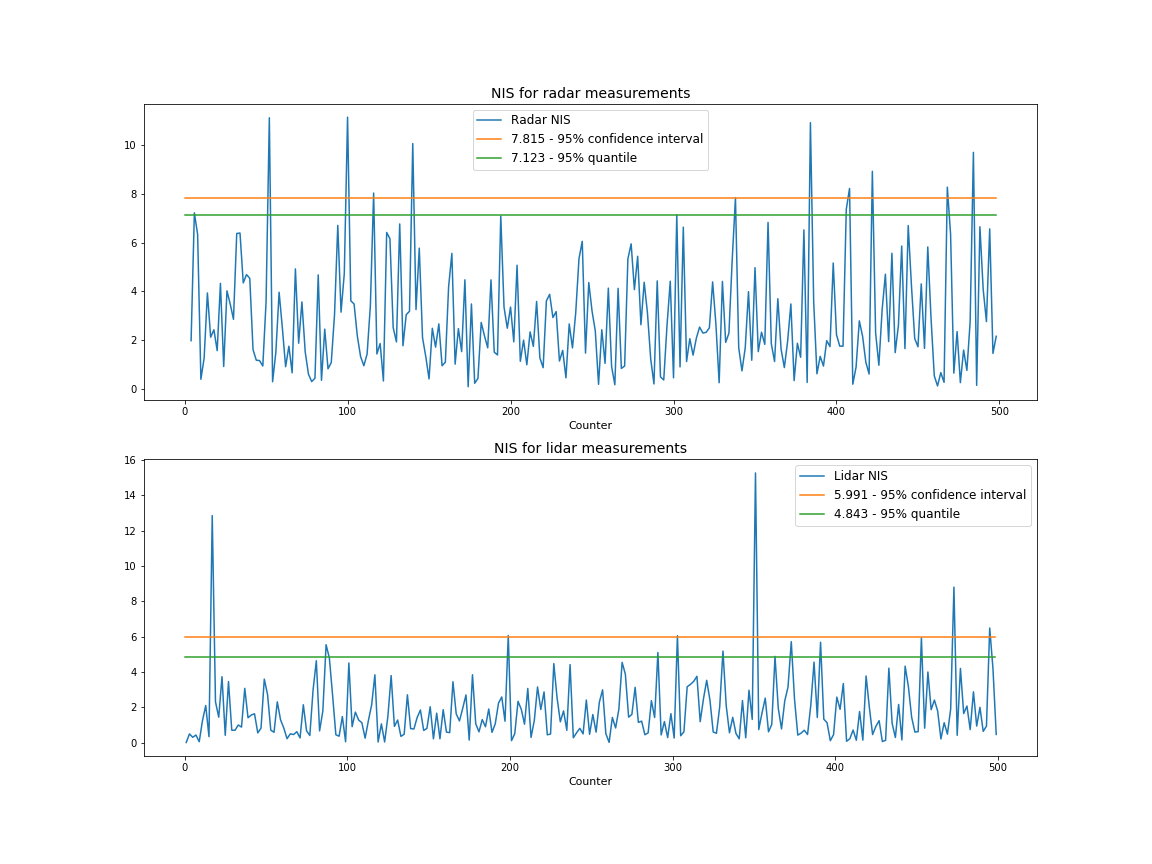 NIS for radar measurements
Radar NIS
7.815 - 95% confidence interval
7.123 - 95% quantile
10
8
6
4
2
0
0 100 200 300 400 500
Counter
NIS for lidar measurements
Lidar NIS
5.991 - 95% confidence interval
4.843 - 95% quantile
16
14
12
10
8
6
4
2
0
0 100 200 300 400 500
Counter